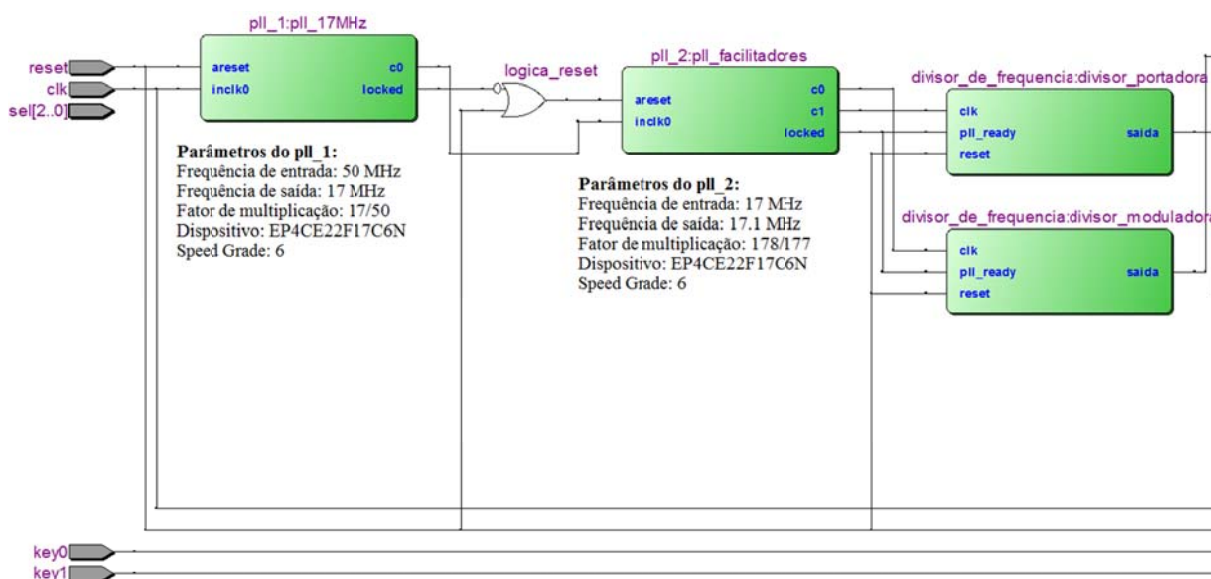 pll_1:pll_17MHz
reset
clk
sel[2..0]
areset
inclk0
c0
locked
Parâmetros do pll_1:
Frequência de entrada: 50 MHz
Frequência de saída: 17 MHz
Fator de multiplicação: 17/50
Dispositivo: EP4CE22F17C6N
Speed Grade: 6
logica_reset
pll_2:pll_facilitadores
areset
inclk0
c0
c1
locked
Parâmetros do pll_2:
Frequência de entrada: 17 MHz
Frequência de saída: 17.1 MHz
Fator de multiplicação: 178/177
Dispositivo: EP4CE22F17C6N
Speed Grade: 6
divisor_de_frequencia:divisor_portadora
clk
pll_ready
reset
saida
divisor_de_frequencia:divisor_moduladora
clk
pll_ready
reset
saida
key0
key1